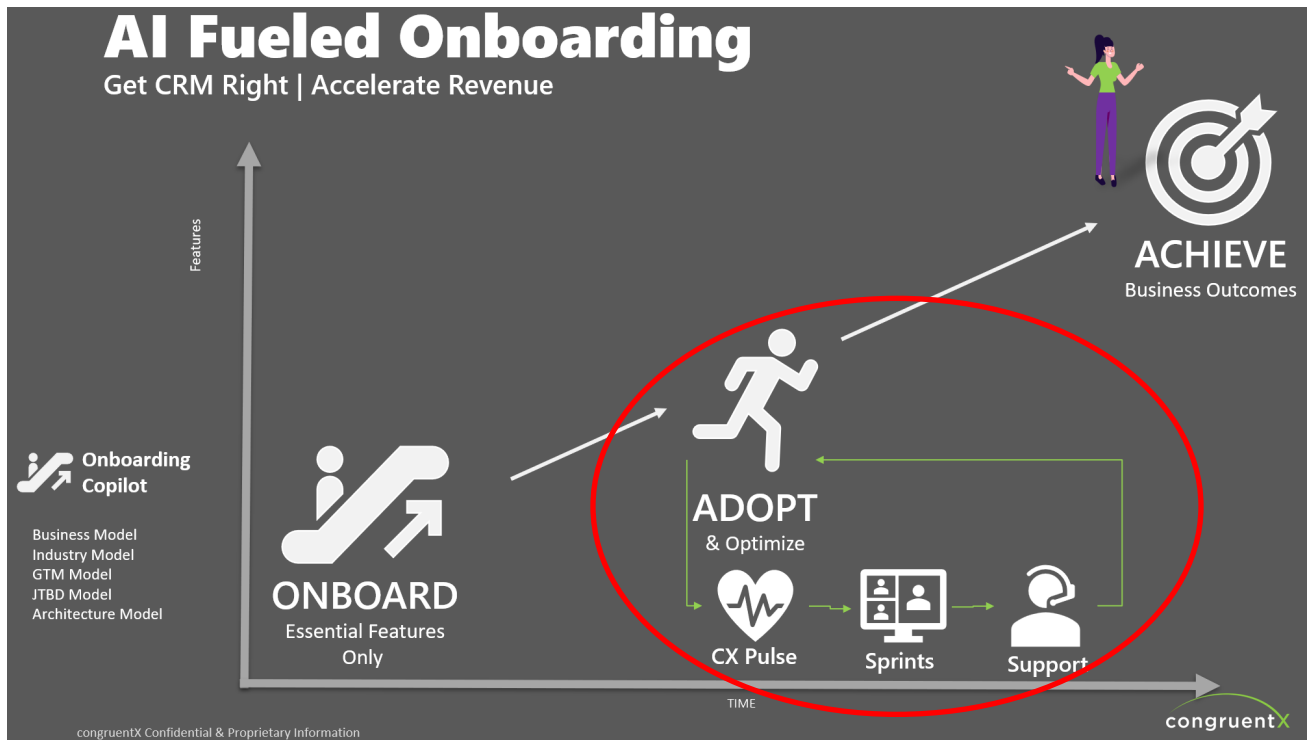 AI Fueled Onboarding
Get CRM Right | Accelerate Revenue
Features
ACHIEVE
Business Outcomes
Onboarding
Copilot
Business Model
Industry Model
GTM Model
JTBD Model
Architecture Model
ONBOARD
Essential Features
Only
ADOPT
& Optimize
CX Pulse
Sprints
Support
TIME
congruentX
congruentX Confidential & Proprietary Information